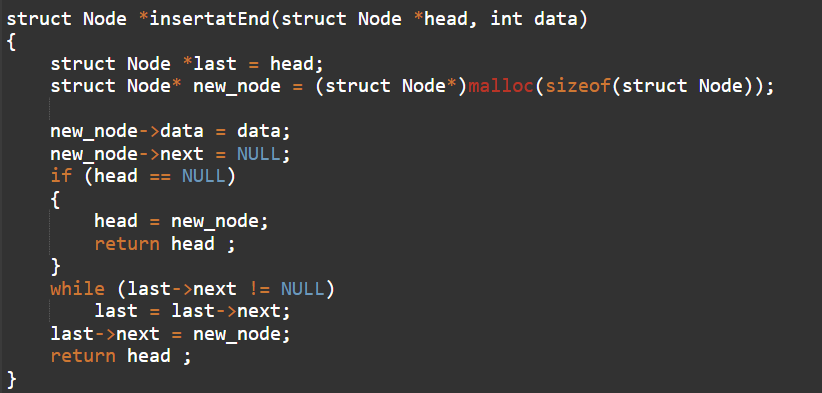 struct Node *insertatEnd(struct Node *head, int data)
{
    struct Node *last = head;
    struct Node* new_node = (struct Node*)malloc(sizeof(struct Node));
    new_node->data = data;
    new_node->next = NULL;
    if (head == NULL)
    {
        head = new_node;
        return head ;
    }
    while (last->next != NULL)
        last = last->next;
    last->next = new_node;
    return head ;
}